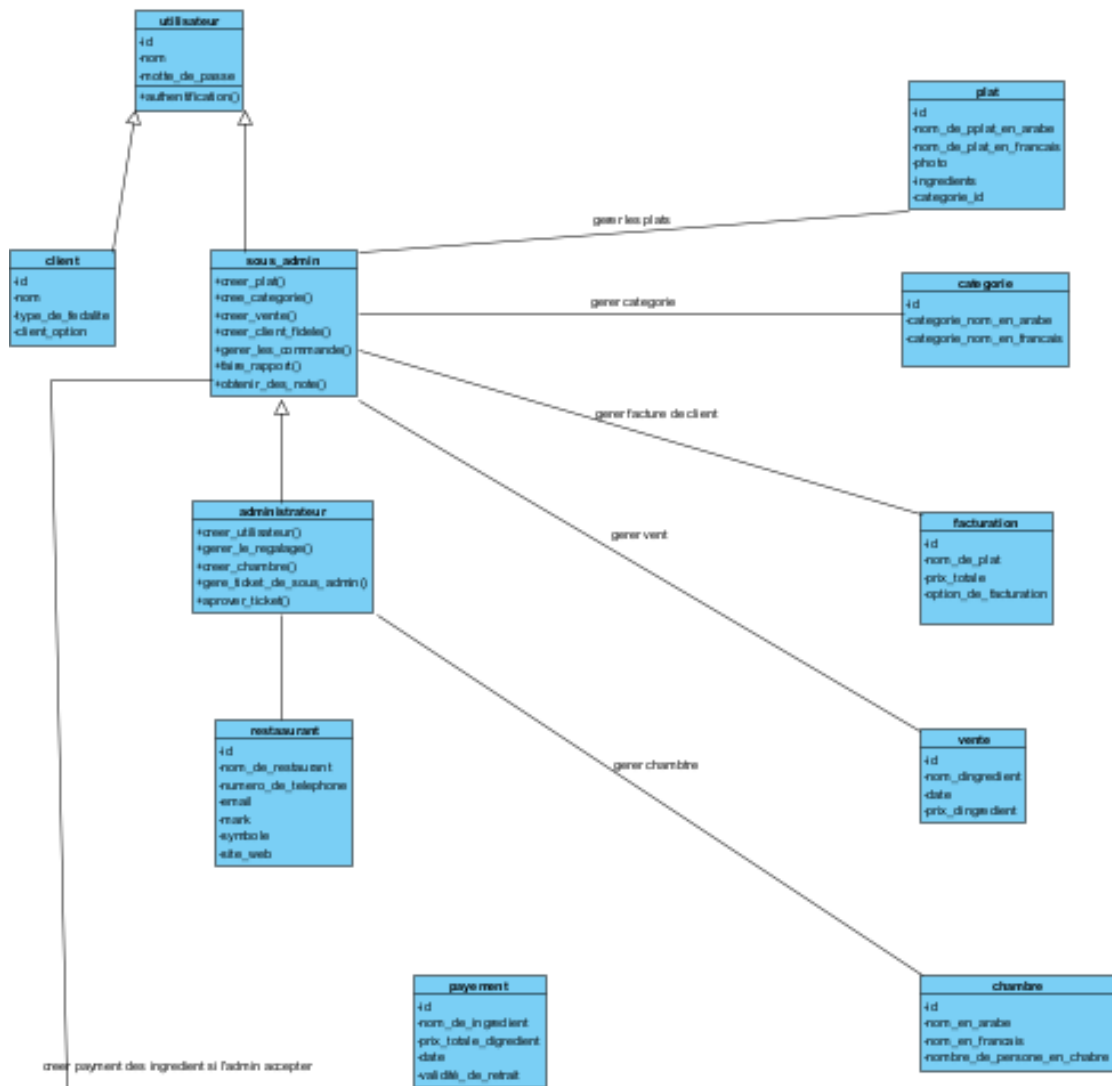 utilisateur
-id
-nom
-motte_de_passe
+authentification()
plat
-id
-nom_de_pplat_en_arabe
-nom_de_plat_en_francais
-photo
-ingredients
-categorie_id
gerer les plats
client
-id
-nom
-type_de_fedalite
-client_option
sous_admin
+creer_plat()
+cree_categorie()
+creer_vente()
+creer_client_fidele()
+gerer_les_commande()
+faire_rapport()
+obtenir_des_note()
gerer categorie
categorie
-id
-categorie_nom_en_arabe
-categorie_nom_en_francais
gerer facture de client
administrateur
+creer_utilisateur()
+gerer_le_regalage()
+creer_chambre()
+gere_ticket_de_sous_admin()
+aprover_ticket()
gerer vent
facturation
-id
-nom_de_plat
-prix_totale
-option_de_facturation
restaaurant
-id
-nom_de_restaurant
-numero_de_telephone
-email
-mark
-symbole
-site_web
gerer chambtre
vente
-id
-nom_dingredient
-date
-prix_dingredient
payement
-id
-nom_de_ingredient
-prix_totale_digredient
-date
-validité_de_retrait
chambre
-id
-nom_en_arabe
-nom_en_francais
-nombre_de_persone_en_chabre
creer payment des ingredient si l'admin accepter